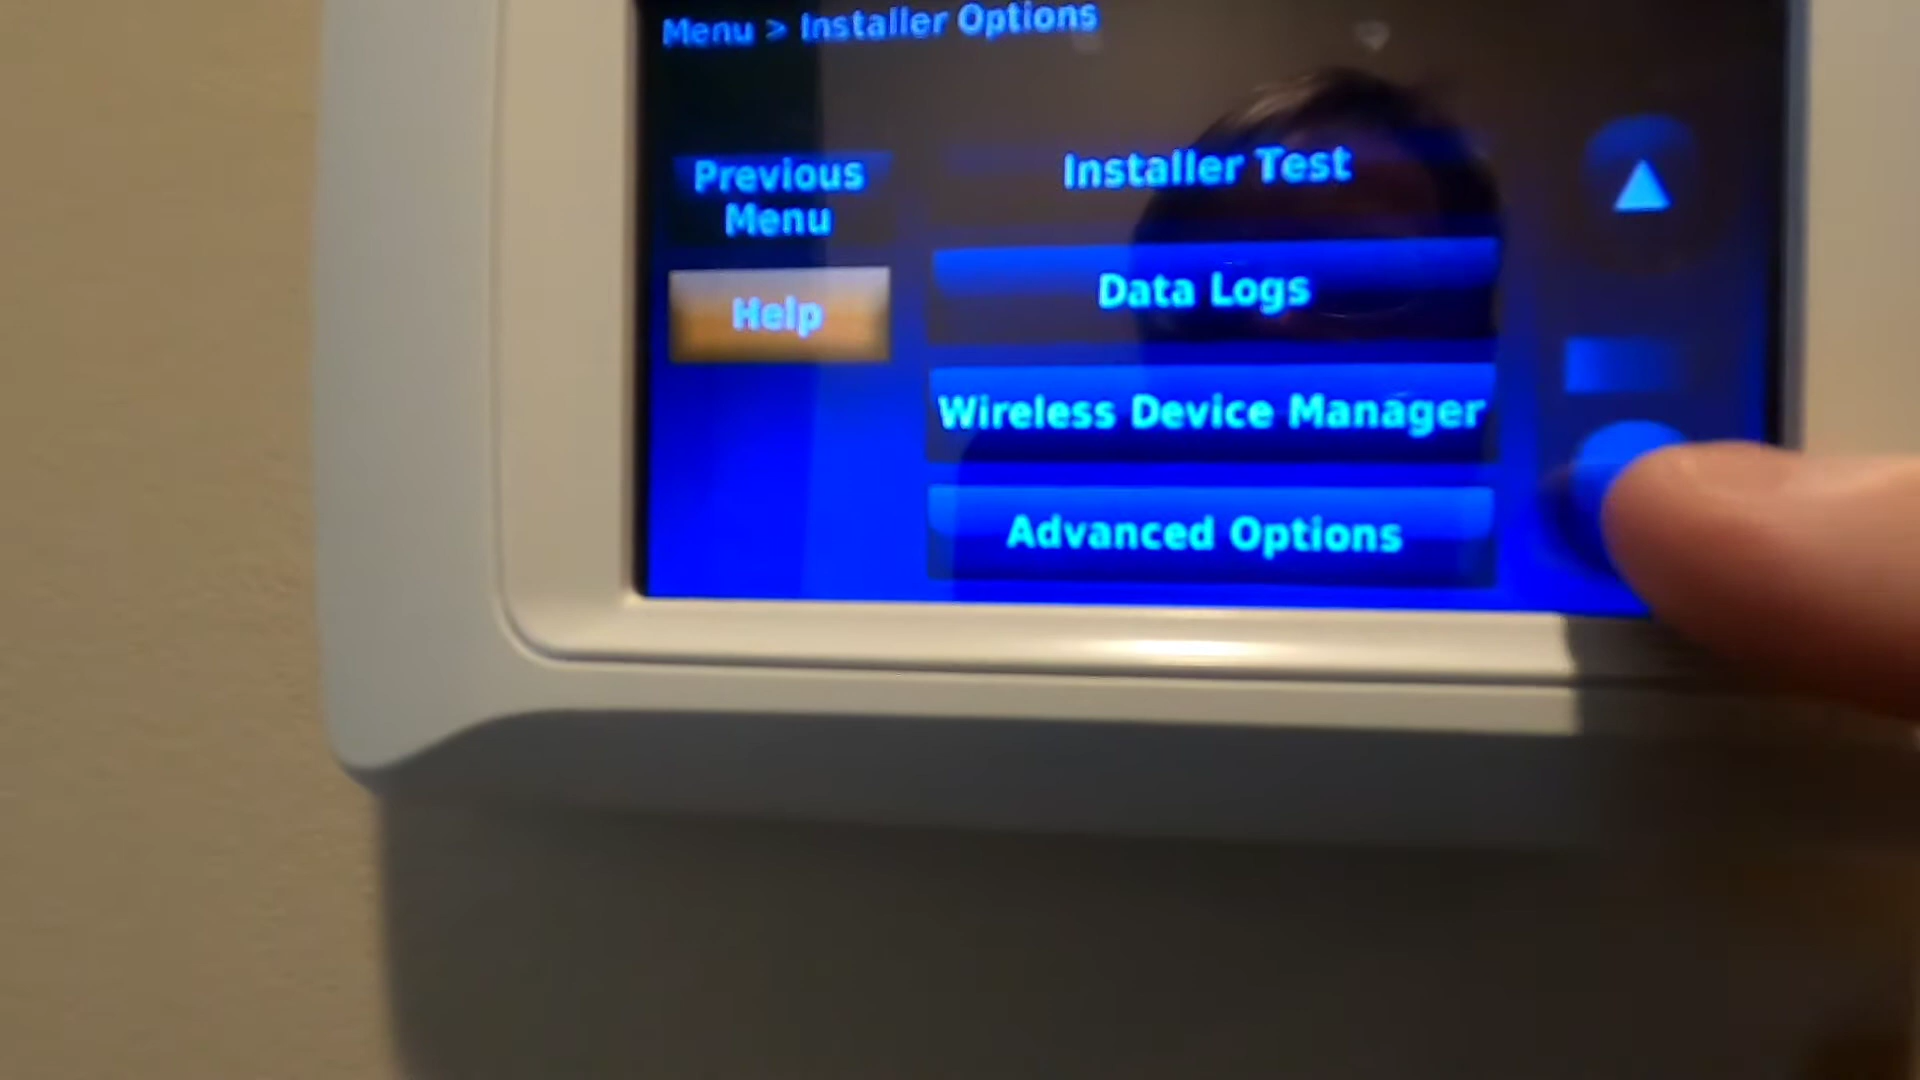 Menu > Installer Options
Previous
Menu
Help
Installer Test
Data Logs
Wireless Device Manager
Advanced Options